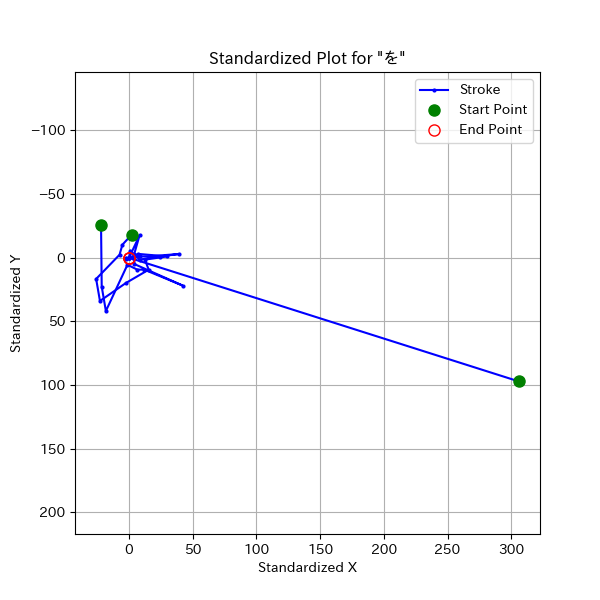 Standardized Plot for "を"
Stroke
Start Point
End Point
−100
−50
0
50
100
150
200
Standardized Y
0
50
100
150
200
250
300
Standardized X